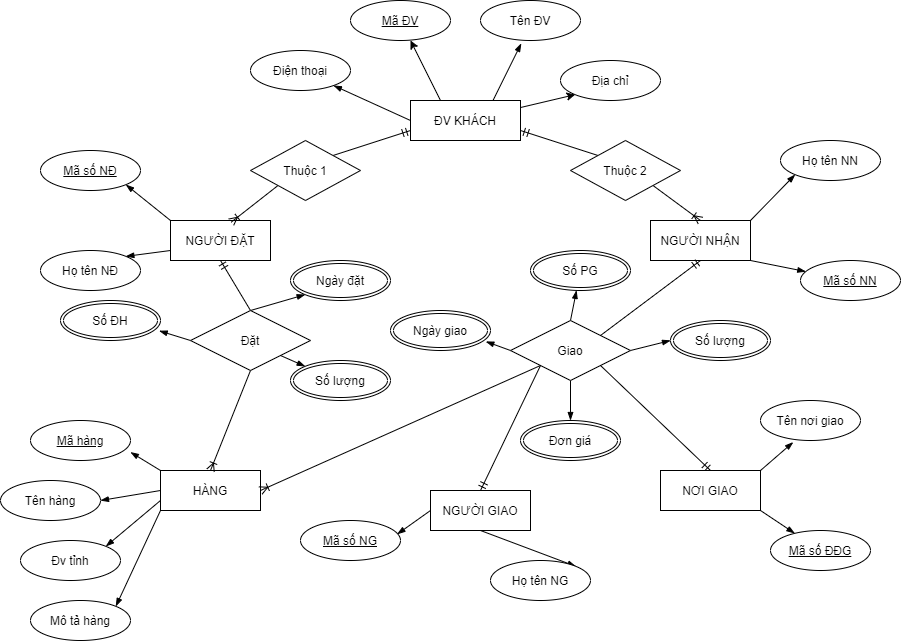 Mã ĐV
Tên ĐV
Điện thoại
Địa chỉ
ĐV KHÁCH
Thuộc 1
Thuộc 2
Họ tên NN
Mã số NĐ
NGƯỜI ĐẶT
NGƯỜI NHẬN
Họ tên NĐ
Ngày đặt
Số PG
Mã số NN
Số ĐH
Ngày giao
Đặt
Giao
Số lượng
Số lượng
Mã hàng
Đơn giá
Tên nơi giao
HÀNG
NGƯỜI GIAO
NƠI GIAO
Tên hàng
Mã số NG
Mã số ĐĐG
Đv tỉnh
Họ tên NG
Mô tả hàng